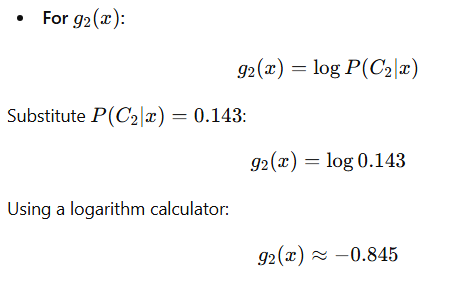 • For g₂(x):
g₂(x) = log P(C₂|x)
Substitute P(C₂|x) = 0.143:
g₂(x) = log 0.143
Using a logarithm calculator:
g₂(x) ≈ −0.845